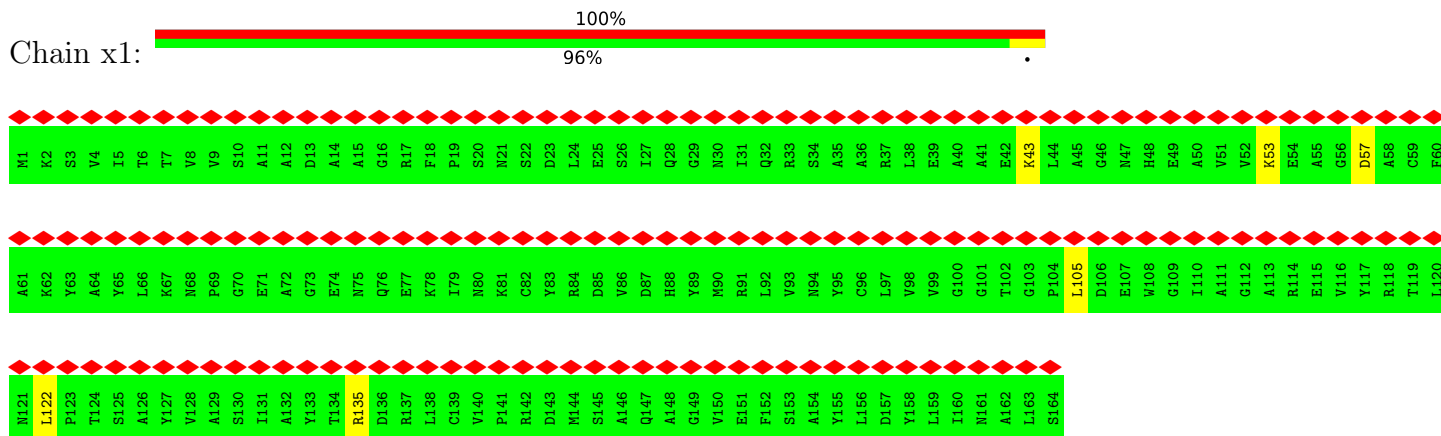 100%
Chain x1:
96%
.
M1 K2 S3 V4 I5 T6 T7 V8 V9 S10 A11 A12 D13 A14 A15 G16 R17 F18 P19 S20 N21 S22 D23 L24 E25 S26 I27 Q28 G29 N30 I31 Q32 R33 S34 A35 A36 R37 L38 E39 A40 A41 E42 K43 L44 A45 G46 N47 H48 E49 A50 V51 V52 K53 E54 A55 G56 D57 A58 C59 F60
A61 K62 Y63 A64 Y65 L66 K67 N68 P69 G70 E71 A72 G73 E74 N75 Q76 E77 K78 I79 N80 K81 C82 Y83 R84 D85 V86 D87 H88 Y89 M90 R91 L92 V93 N94 Y95 C96 L97 V98 V99 G100 G101 T102 G103 P104 L105 D106 E107 W108 G109 I110 A111 G112 A113 R114 E115 V116 Y117 R118 T119 L120
N121 L122 P123 T124 S125 A126 Y127 V128 A129 S130 I131 A132 Y133 T134 R135 D136 R137 L138 C139 V140 P141 R142 D143 M144 S145 A146 Q147 A148 G149 V150 E151 F152 S153 A154 Y155 L156 D157 Y158 L159 I160 N161 A162 L163 S164